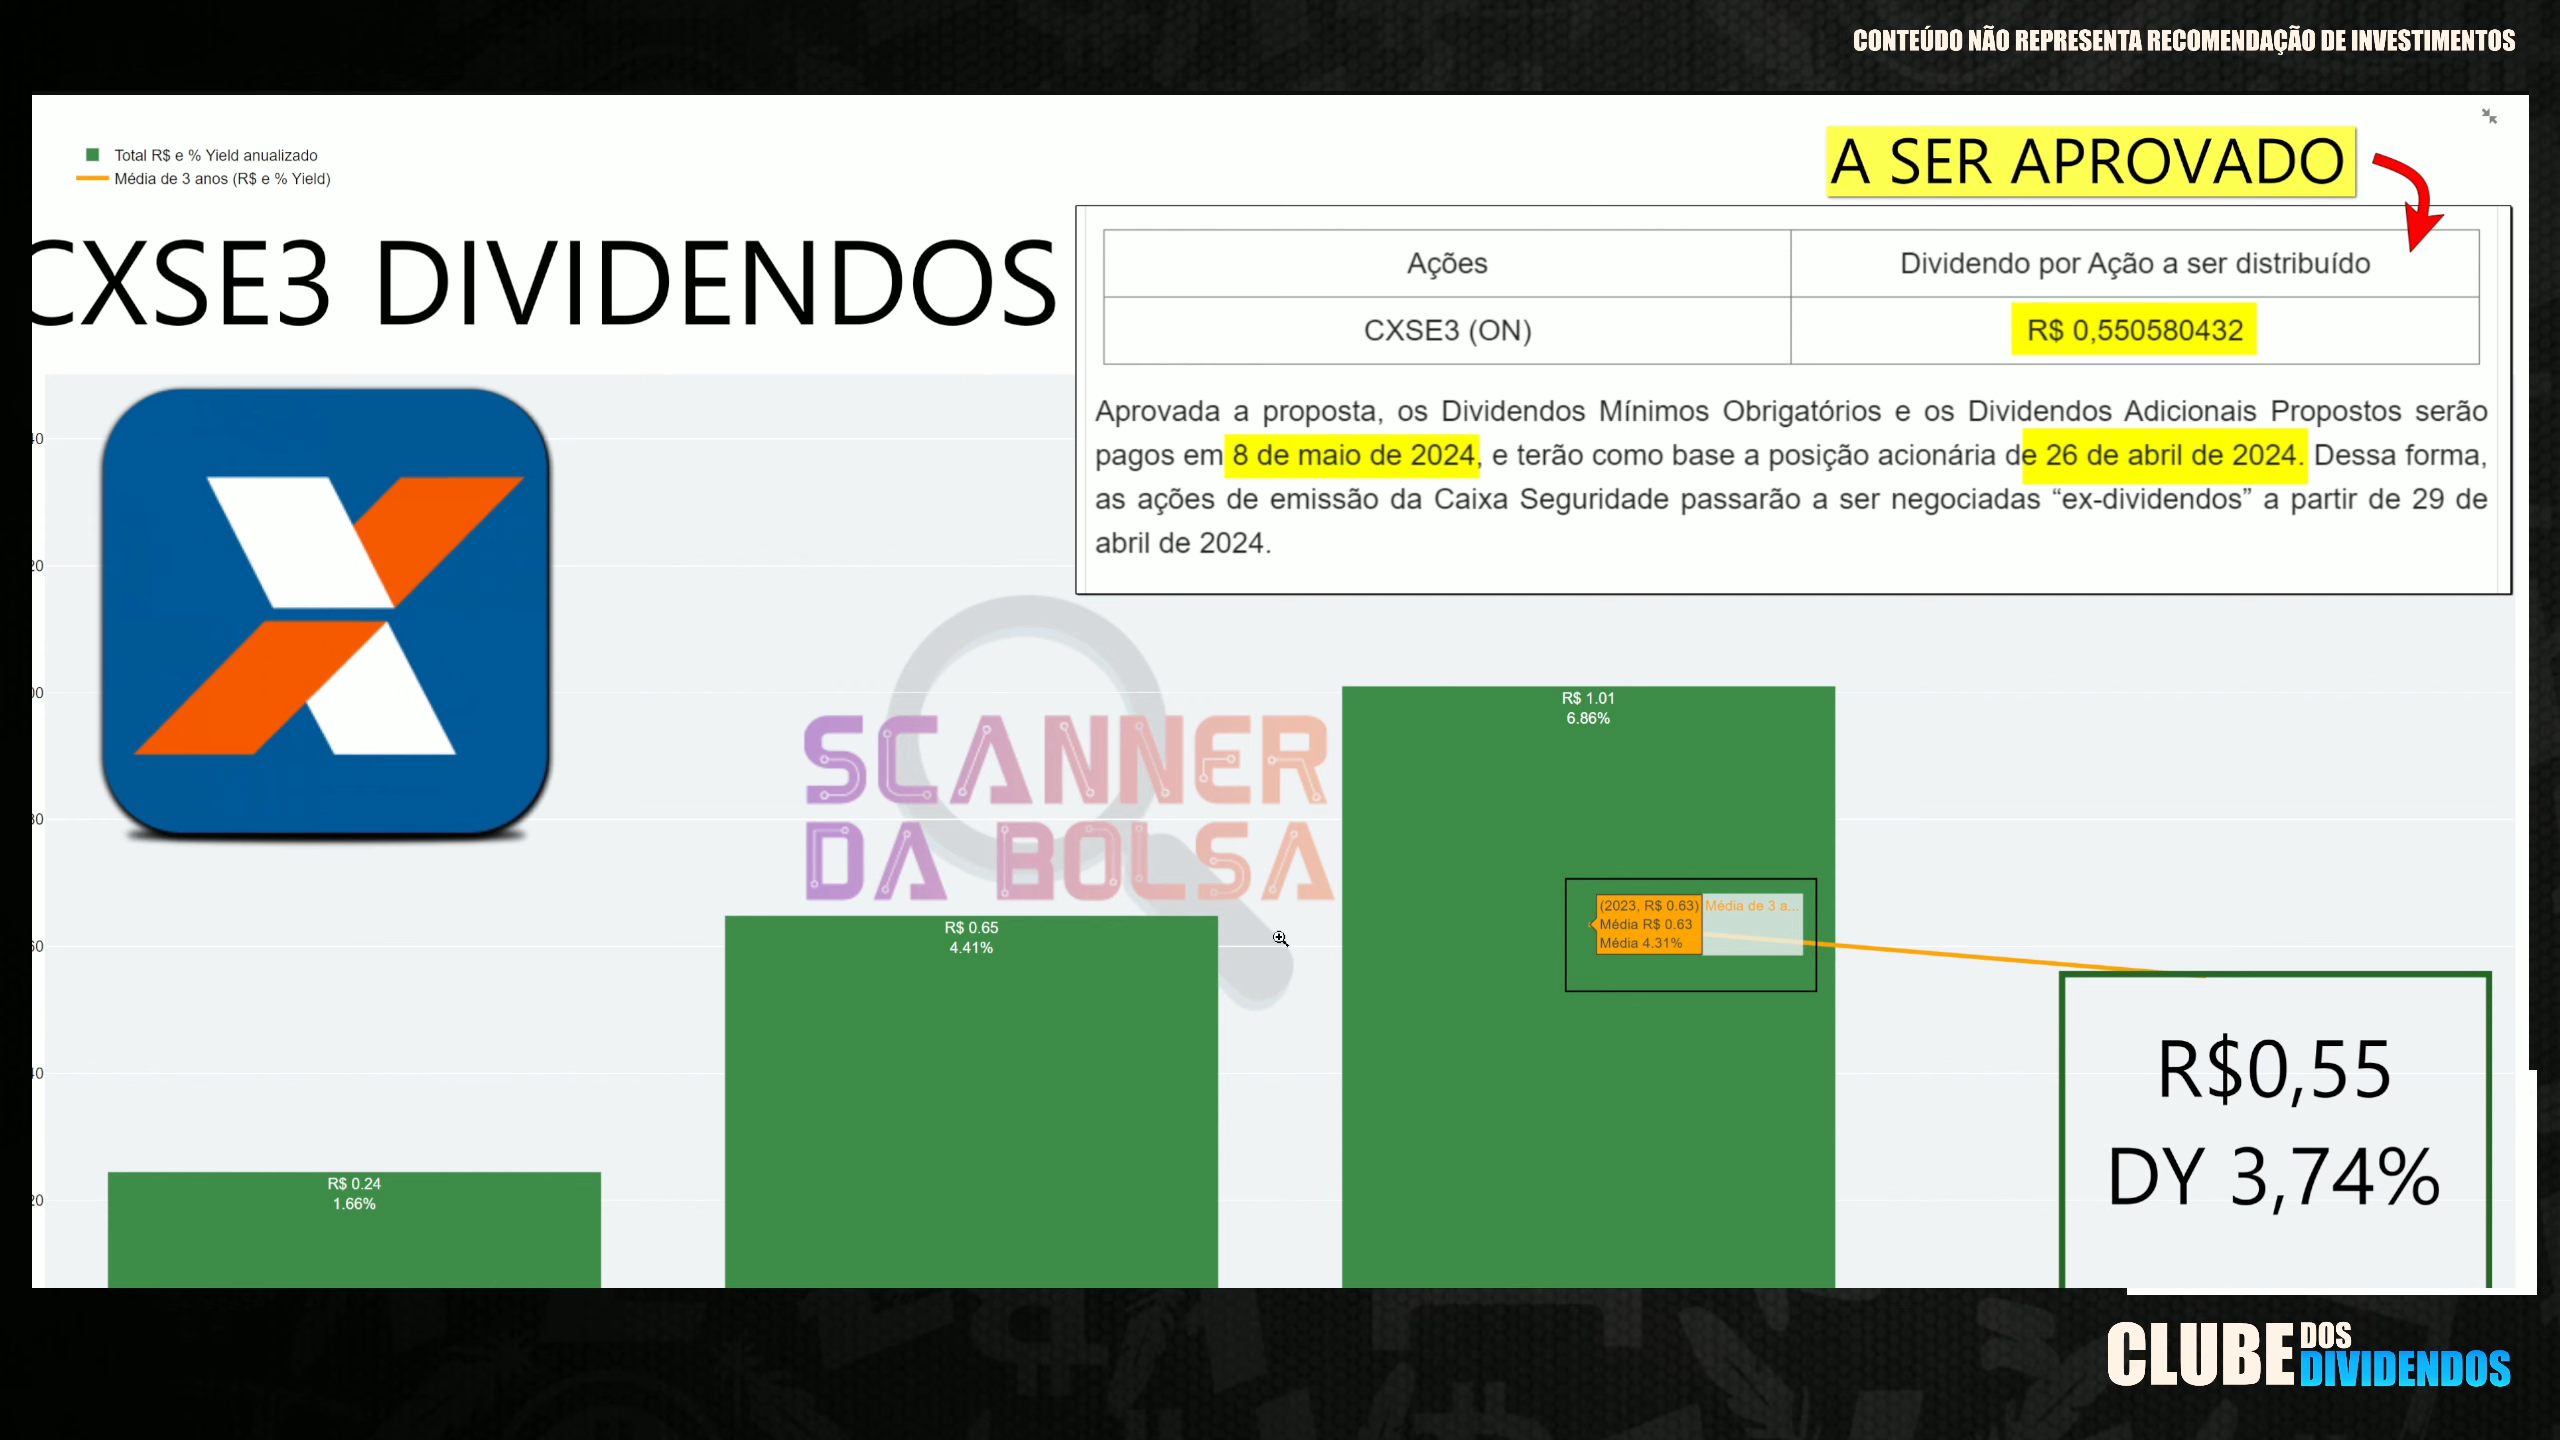 CONTEÚDO NÃO REPRESENTA RECOMENDAÇÃO DE INVESTIMENTOS
Total R$ e % Yield anualizado
Média de 3 anos (R$ e % Yield)
A SER APROVADO
CXSE3 DIVIDENDOS
Ações
Dividendo por Ação a ser distribuído
CXSE3 (ON)
R$ 0,550580432
Aprovada a proposta, os Dividendos Mínimos Obrigatórios e os Dividendos Adicionais Propostos serão
pagos em 8 de maio de 2024, e terão como base a posição acionária de 26 de abril de 2024. Dessa forma,
as ações de emissão da Caixa Seguridade passarão a ser negociadas “ex-dividendos” a partir de 29 de
abril de 2024.
SCANNER
DA BOLSA
R$ 0.24
1.66%
R$ 0.65
4.41%
R$ 1.01
6.86%
(2023, R$ 0.63) Média de 3 a...
Média R$ 0.63
Média 4.31%
R$0,55
DY 3,74%
CLUBE DOS
DIVIDENDOS